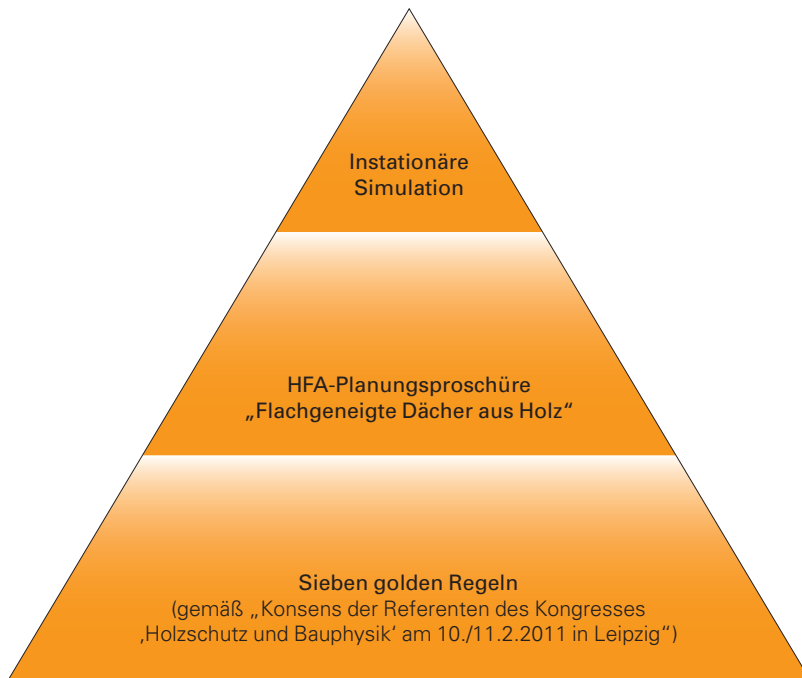 Instationäre
Simulation
HFA-Planungsproschüre
„Flachgeneigte Dächer aus Holz“
Sieben golden Regeln
(gemäß „Konsens der Referenten des Kongresses
‚Holzschutz und Bauphysik‘ am 10./11.2.2011 in Leipzig“)